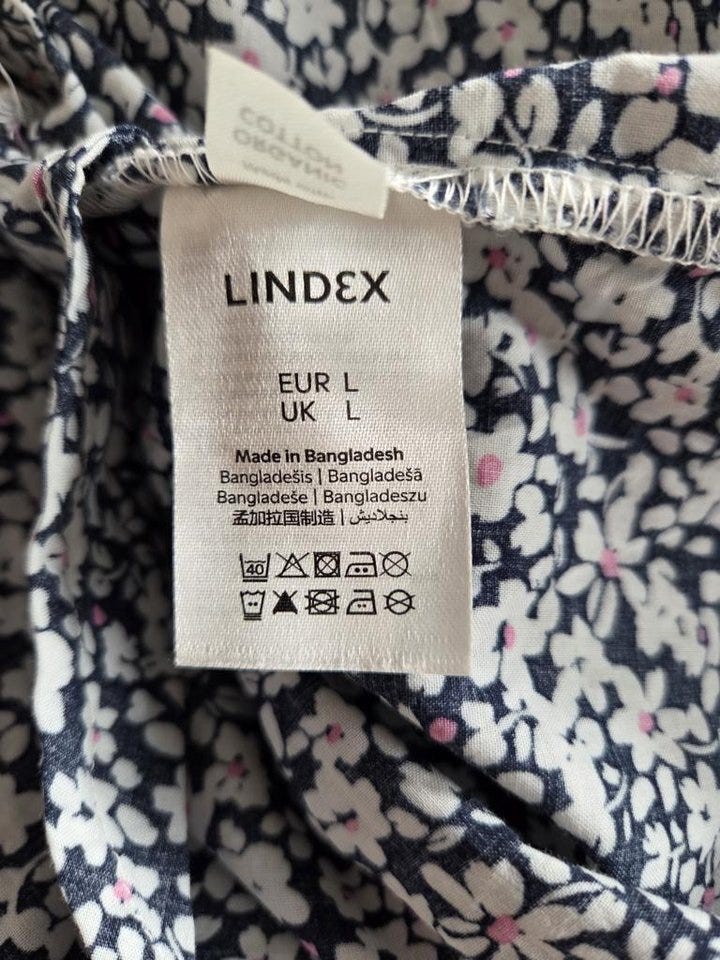 COTTON
ORGANIC
LINDEX
EUR L
UK L
Made in Bangladesh
Bangladešis | Bangladešā
Bangladeše | Bangladeszu
孟加拉国制造 | بنجلاديش
40